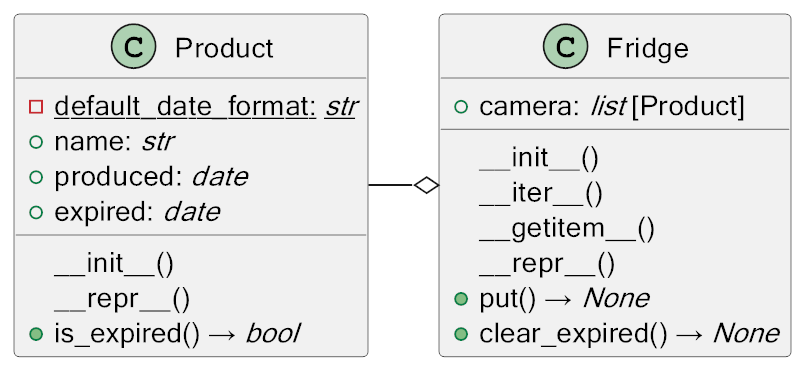 C Product
default_date_format: str
name: str
produced: date
expired: date
__init__()
__repr__()
is_expired() → bool
C Fridge
camera: list[Product]
__init__()
__iter__()
__getitem__()
__repr__()
put() → None
clear_expired() → None